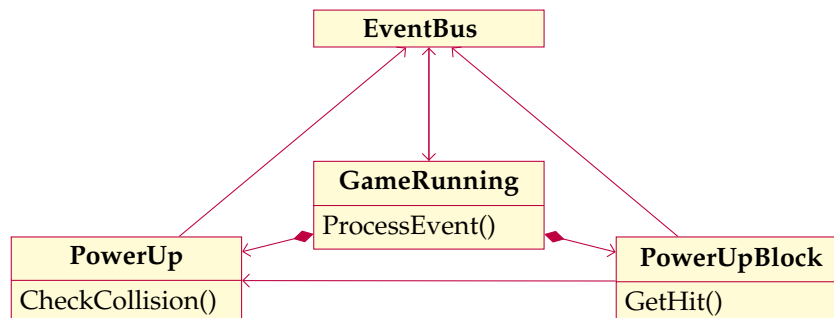 EventBus
GameRunning
ProcessEvent()
PowerUp
CheckCollision()
PowerUpBlock
GetHit()